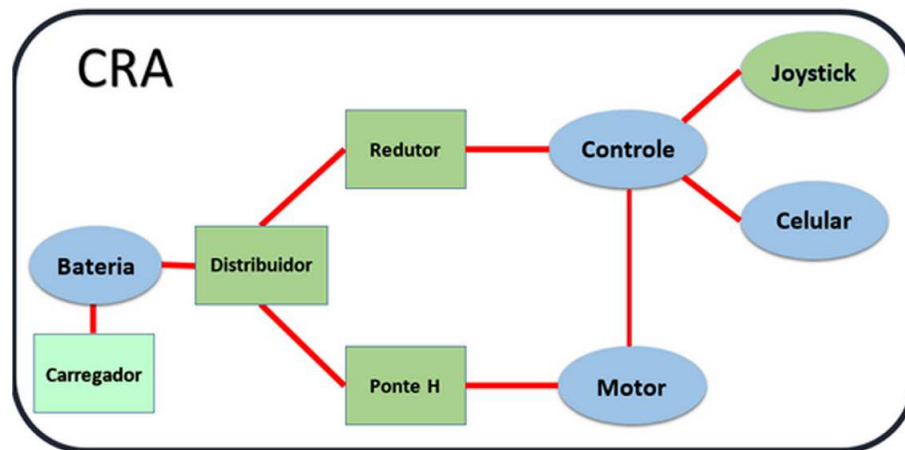 CRA
Joystick
Redutor
Controle
Celular
Bateria
Distribuidor
Carregador
Ponte H
Motor